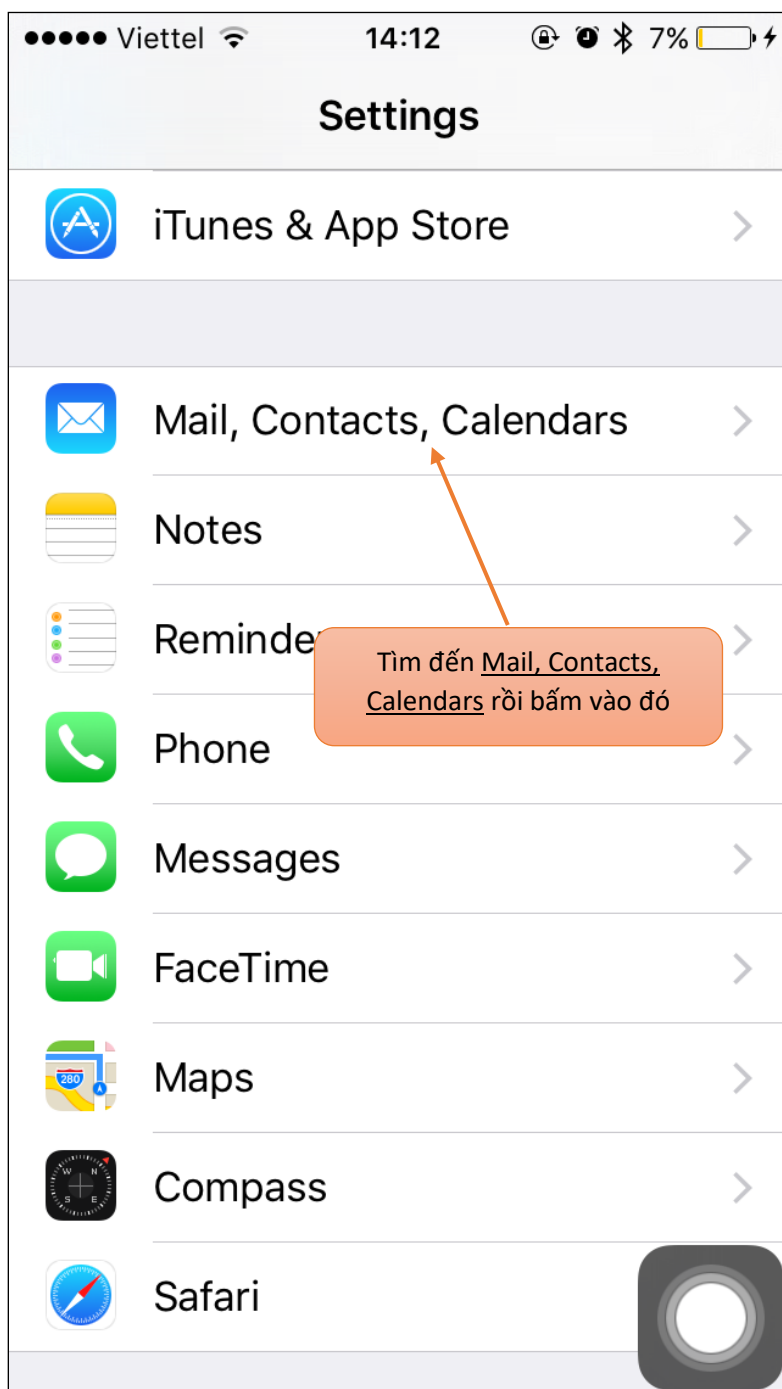 Viettel 14:12 7%
Settings
iTunes & App Store
Mail, Contacts, Calendars
Notes
Reminde
Tìm đến Mail, Contacts,
Calendars rồi bấm vào đó
Phone
Messages
FaceTime
280
Maps
W N
S E
Compass
Safari